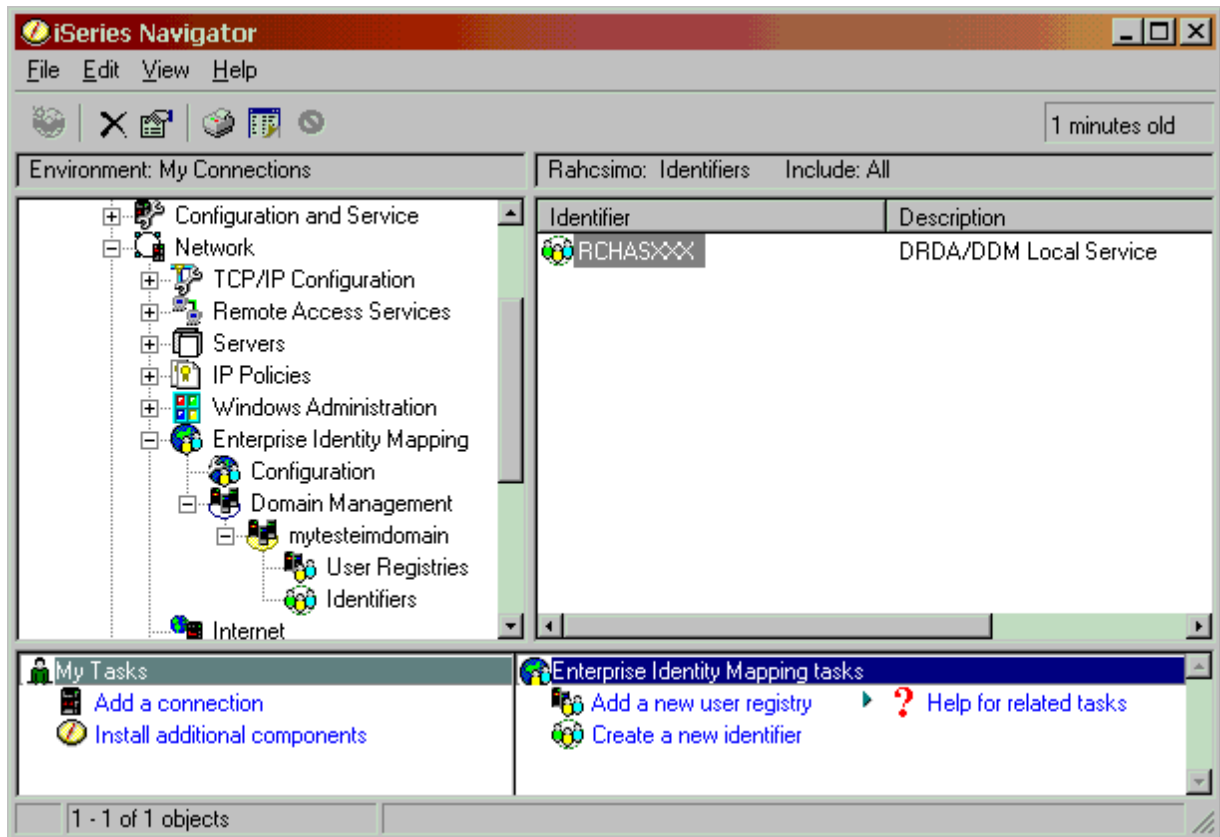 iSeries Navigator
File Edit View Help
1 minutes old
Environment: My Connections
Rahcsimo: Identifiers Include: All
Configuration and Service
Network
TCP/IP Configuration
Remote Access Services
Servers
IP Policies
Windows Administration
Enterprise Identity Mapping
Configuration
Domain Management
mytesteimdomain
User Registries
Identifiers
Internet
Identifier Description
RCHASXXX DRDA/DDM Local Service
My Tasks
Add a connection
Install additional components
Enterprise Identity Mapping tasks
Add a new user registry
Create a new identifier
? Help for related tasks
1 - 1 of 1 objects